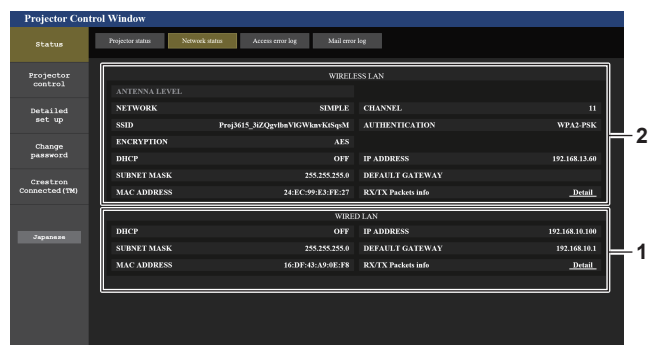 Projector Control Window
Status
Projector status
Network status
Access error log
Mail error log
Projector control
Detailed set up
Change password
Crestron Connected(TM)
Japanese
WIRELESS LAN
ANTENNA LEVEL
NETWORK SIMPLE CHANNEL 11
SSID Proj3615_3iZQgvlbnVlGWknvKtSqsM AUTHENTICATION WPA2-PSK
ENCRYPTION AES
DHCP OFF IP ADDRESS 192.168.13.60
SUBNET MASK 255.255.255.0 DEFAULT GATEWAY
MAC ADDRESS 24:EC:99:E3:FE:27 RX/TX Packets info Detail
2
WIRED LAN
DHCP OFF IP ADDRESS 192.168.10.100
SUBNET MASK 255.255.255.0 DEFAULT GATEWAY 192.168.10.1
MAC ADDRESS 16:DF:43:A9:0E:F8 RX/TX Packets info Detail
1